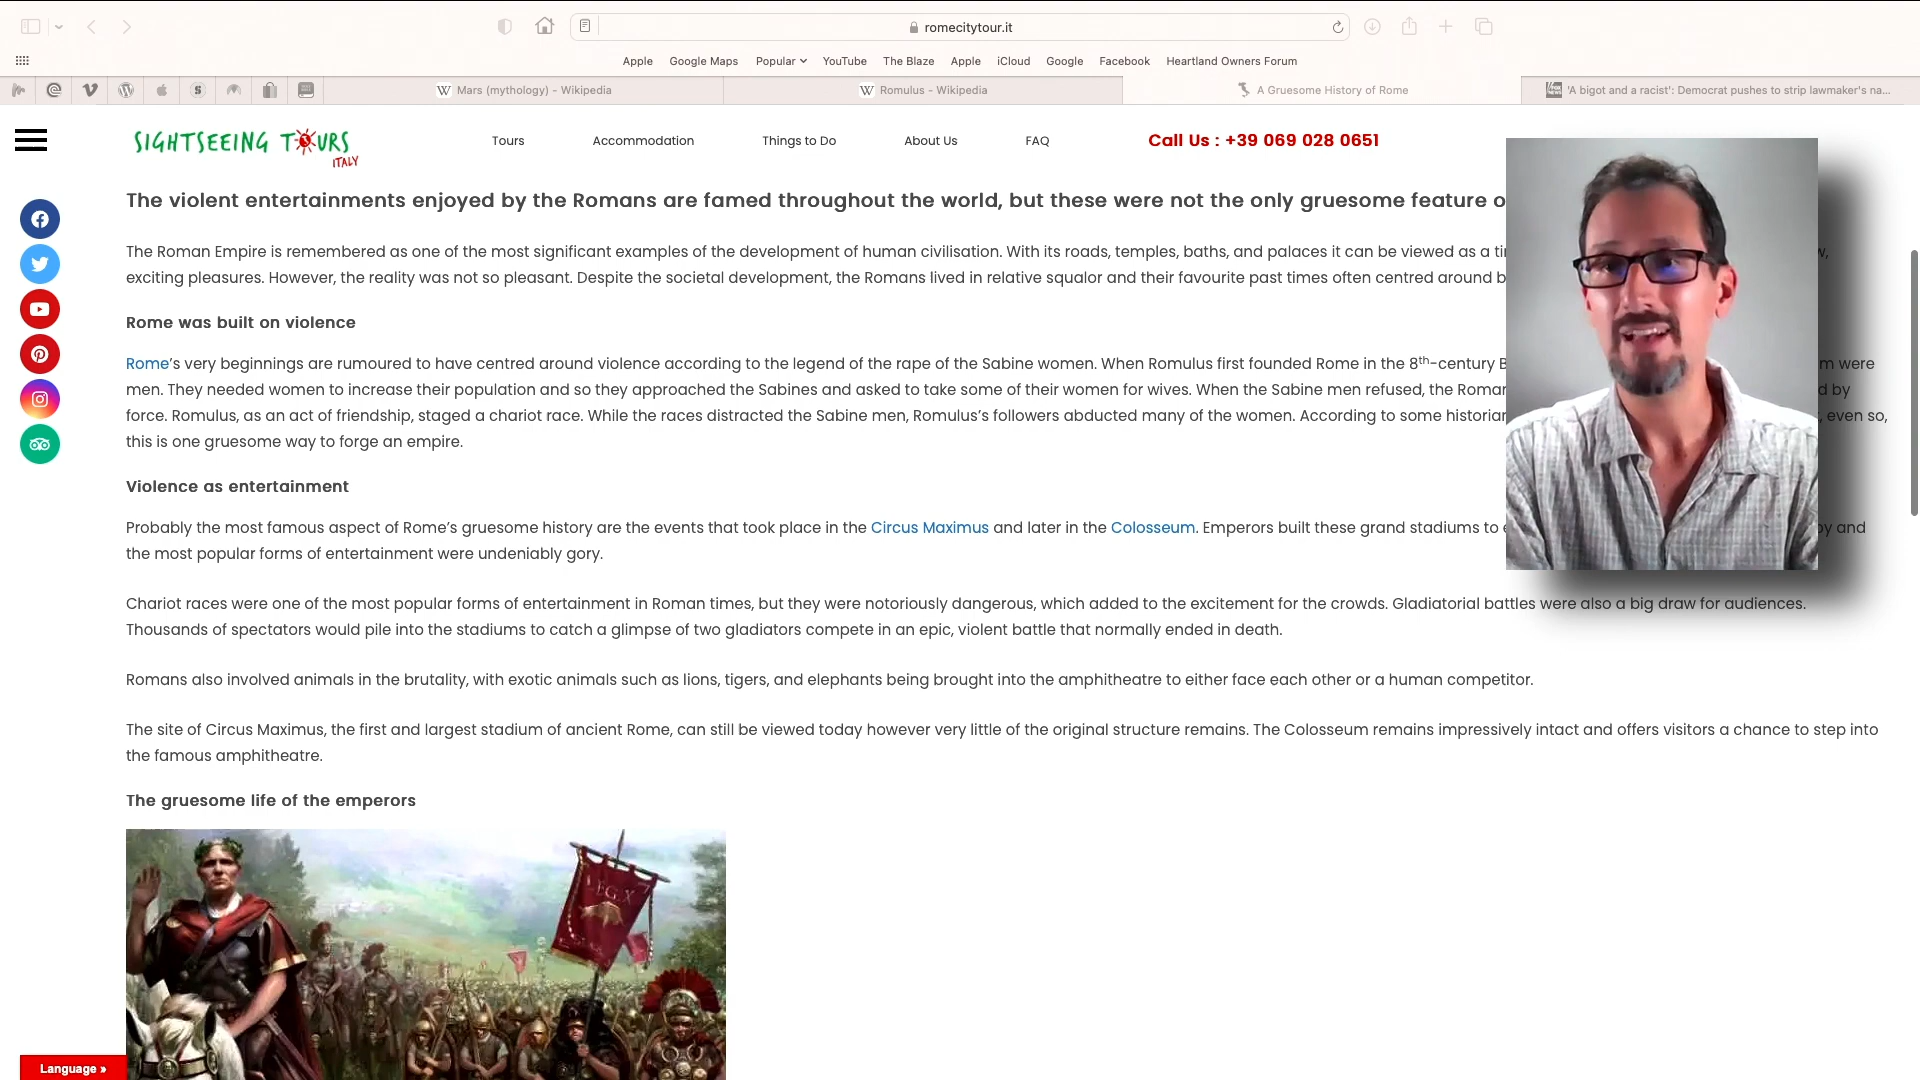 romecitytour.it
Apple Google Maps Popular YouTube The Blaze Apple iCloud Google Facebook Heartland Owners Forum
Mars (mythology) - Wikipedia
Romulus - Wikipedia
A Gruesome History of Rome
'A bigot and a racist': Democrat pushes to strip lawmaker's na...
SIGHTSEEING TOURS
ITALY
Tours Accommodation Things to Do About Us FAQ
Call Us : +39 069 028 0651
The violent entertainments enjoyed by the Romans are famed throughout the world, but these were not the only gruesome feature o
The Roman Empire is remembered as one of the most significant examples of the development of human civilisation. With its roads, temples, baths, and palaces it can be viewed as a
exciting pleasures. However, the reality was not so pleasant. Despite the societal development, the Romans lived in relative squalor and their favourite past times often centred around b
Rome was built on violence
Rome's very beginnings are rumoured to have centred around violence according to the legend of the rape of the Sabine women. When Romulus first founded Rome in the 8th-century B m were
men. They needed women to increase their population and so they approached the Sabines and asked to take some of their women for wives. When the Sabine men refused, the Roman d by
force. Romulus, as an act of friendship, staged a chariot race. While the races distracted the Sabine men, Romulus's followers abducted many of the women. According to some historian , even so,
this is one gruesome way to forge an empire.
Violence as entertainment
Probably the most famous aspect of Rome's gruesome history are the events that took place in the Circus Maximus and later in the Colosseum. Emperors built these grand stadiums to and
the most popular forms of entertainment were undeniably gory.
Chariot races were one of the most popular forms of entertainment in Roman times, but they were notoriously dangerous, which added to the excitement for the crowds. Gladiatorial battles were also a big draw for audiences.
Thousands of spectators would pile into the stadiums to catch a glimpse of two gladiators compete in an epic, violent battle that normally ended in death.
Romans also involved animals in the brutality, with exotic animals such as lions, tigers, and elephants being brought into the amphitheatre to either face each other or a human competitor.
The site of Circus Maximus, the first and largest stadium of ancient Rome, can still be viewed today however very little of the original structure remains. The Colosseum remains impressively intact and offers visitors a chance to step into
the famous amphitheatre.
The gruesome life of the emperors
LEG X
Language »